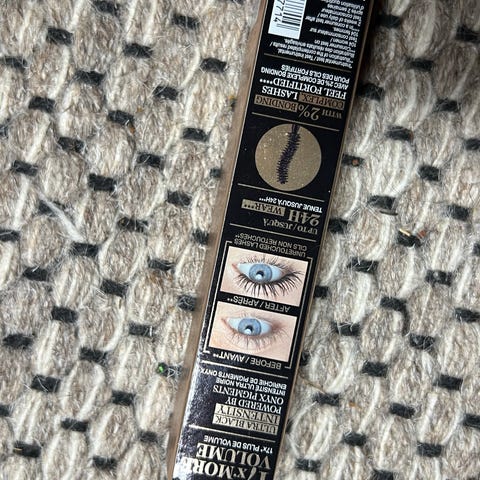 MORE
VOLUME
17x* PLUS DE VOLUME
ULTRA BLACK
INTENSITY
POWERED BY
ONYX PIGMENTS
INTENSITÉ ULTRA NOIRE
ENRICHIE DE PIGMENTS ONYX
BEFORE / AVANT**
AFTER / APRÈS**
UNRETOUCHED LASHES
CILS NON RETOUCHÉS**
UP TO / JUSQU'À
24H WEAR***
TENUE JUSQU'À 24H***
WITH 2% BONDING
COMPLEX, LASHES
FEEL FORTIFIED****
AVEC 2% DE COMPLEXE BONDING
POUR DES CILS FORTIFIÉS